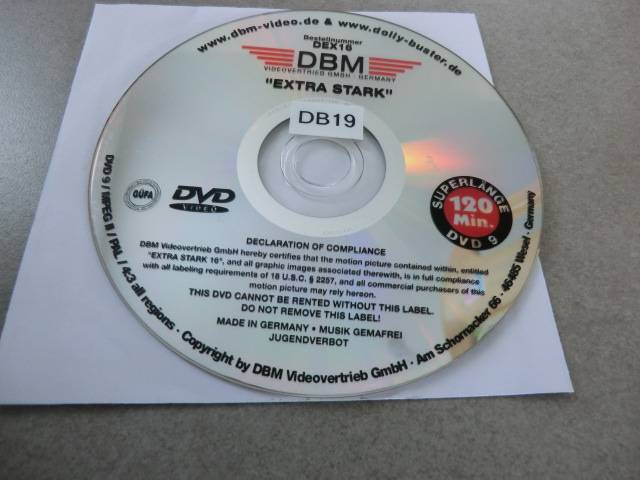 www.dbm-video.de & www.dolly-buster.de
Bestellnummer
DEX16
DBM
VIDEOVERTRIEB GMBH · GERMANY
"EXTRA STARK"
DB19
GÜFA
DVD
VIDEO
SUPERLÄNGE
120
Min.
DVD 9
DECLARATION OF COMPLIANCE
DBM Videovertrieb GmbH hereby certifies that the motion picture contained within, entitled
"EXTRA STARK 16", and all graphic images associated therewith, is in full compliance
with all labeling requirements of 18 U.S.C. § 2257, and all commercial purchasers of this
motion picture may rely hereon.
THIS DVD CANNOT BE RENTED WITHOUT THIS LABEL.
DO NOT REMOVE THIS LABEL!
MADE IN GERMANY • MUSIK GEMAFREI
JUGENDVERBOT
DVD 9 / MPEG II / PAL / 4:3 all regions · Copyright by DBM Videovertrieb GmbH · Am Schornacker 66 · 46485 Wesel · Germany